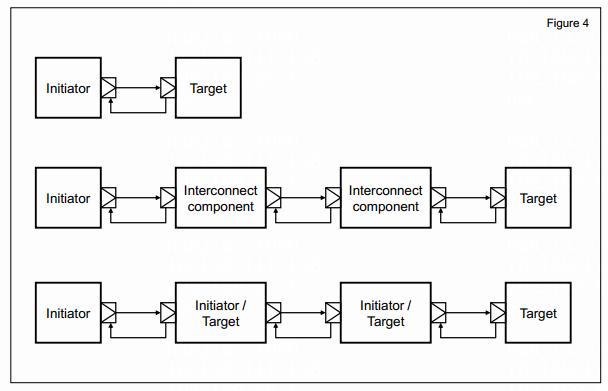 Figure 4
Initiator
Target
Initiator
Interconnect
component
Interconnect
component
Target
Initiator
Initiator /
Target
Initiator /
Target
Target